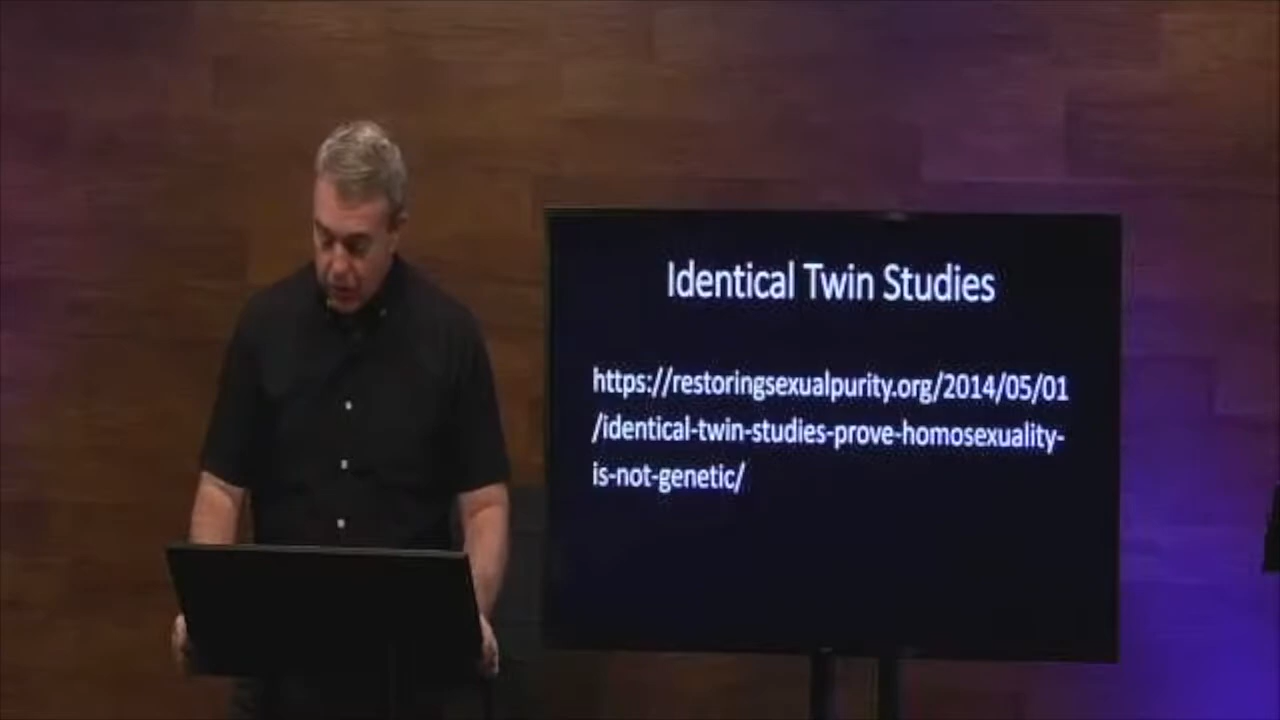 Identical Twin Studies
https://restoringsexualpurity.org/2014/05/01
/identical-twin-studies-prove-homosexuality-
is-not-genetic/